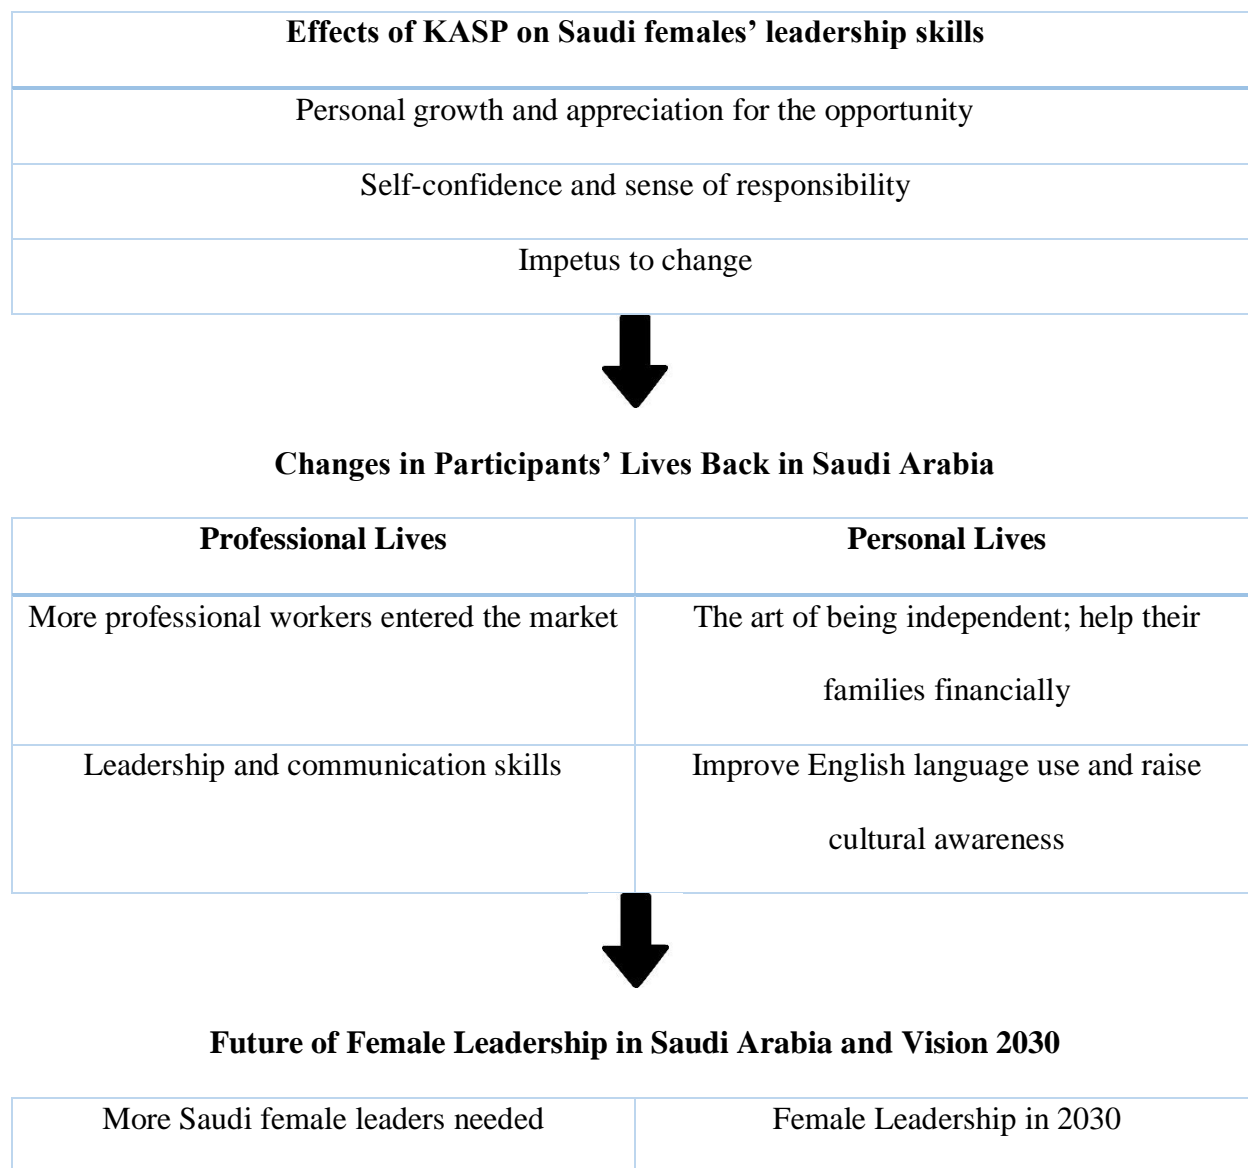 Effects of KASP on Saudi females’ leadership skills
Personal growth and appreciation for the opportunity
Self-confidence and sense of responsibility
Impetus to change
Changes in Participants’ Lives Back in Saudi Arabia
Professional Lives
Personal Lives
More professional workers entered the market
The art of being independent; help their
families financially
Leadership and communication skills
Improve English language use and raise
cultural awareness
Future of Female Leadership in Saudi Arabia and Vision 2030
More Saudi female leaders needed
Female Leadership in 2030